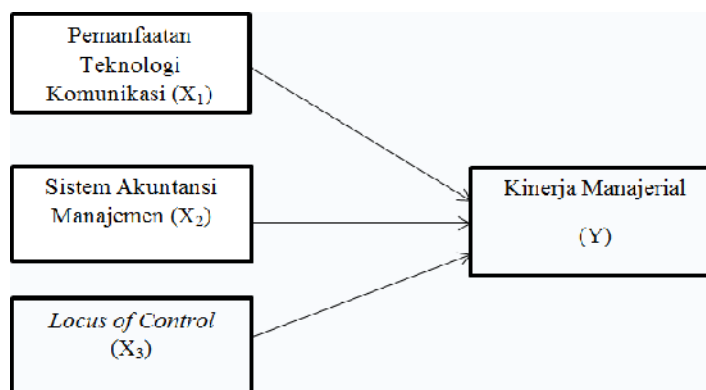 Pemanfaatan
Teknologi
Komunikasi (X₁)
Sistem Akuntansi
Manajemen (X₂)
Locus of Control
(X₃)
Kinerja Manajerial
(Y)